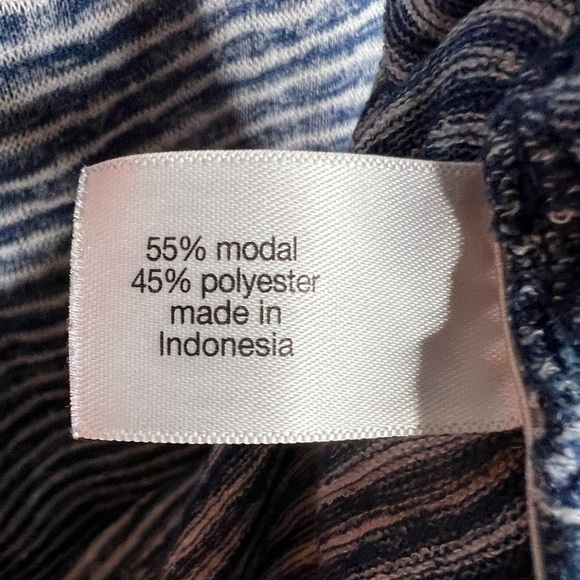 55% modal
45% polyester
made in
Indonesia